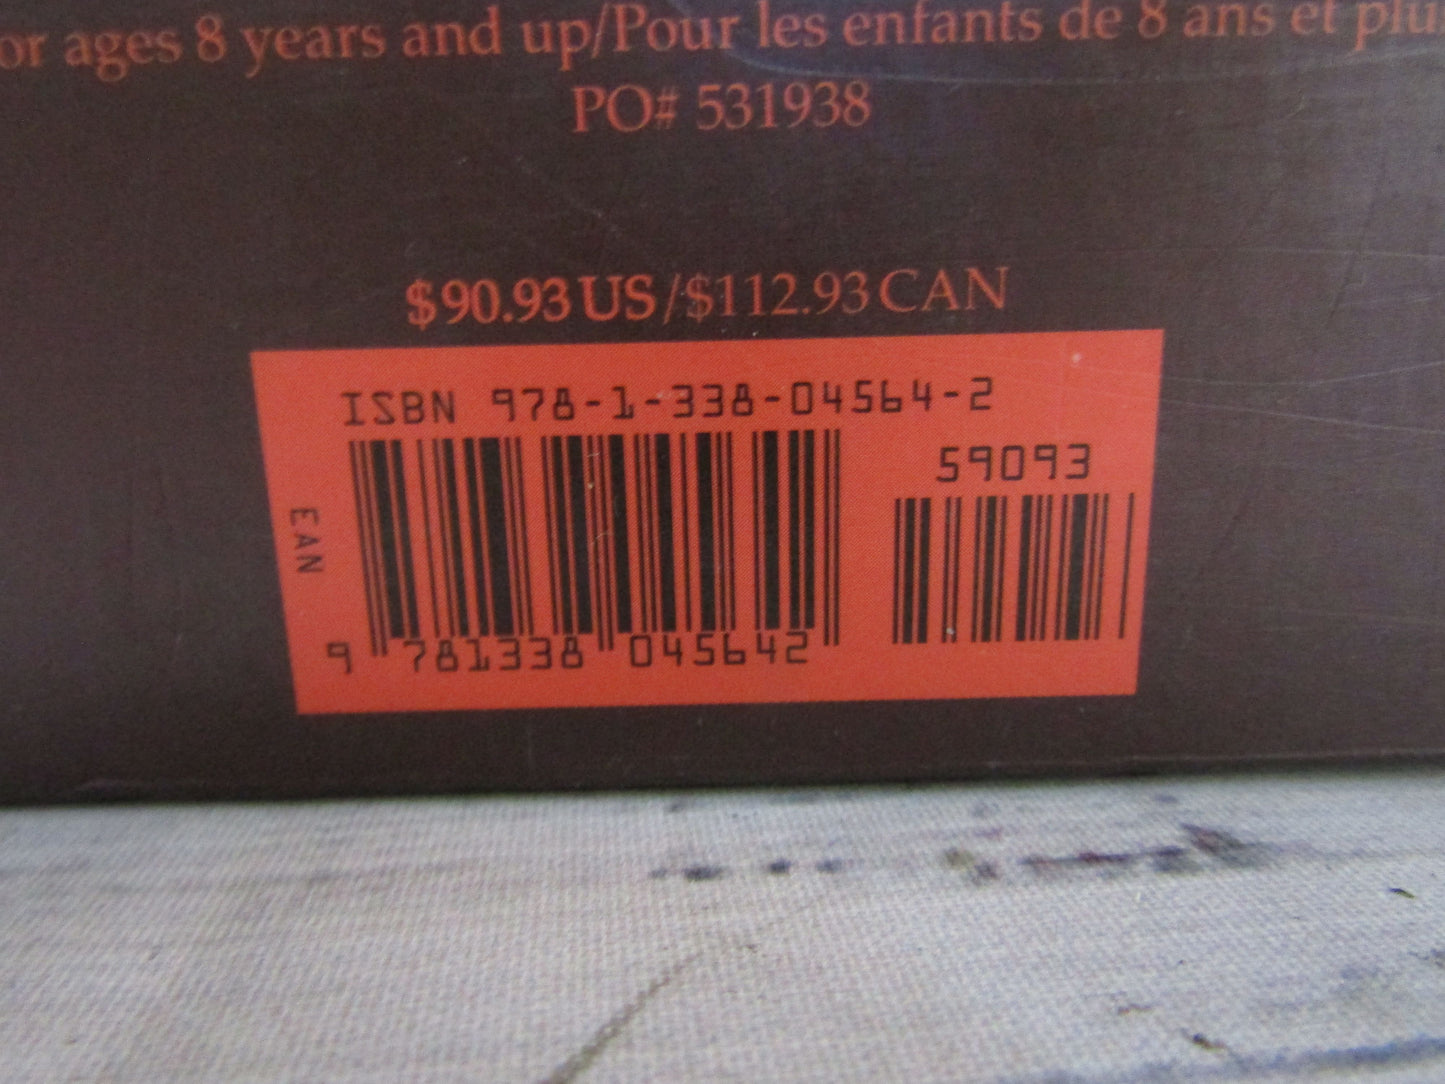 or ages 8 years and up/Pour les enfants de 8 ans et plu
PO# 531938
$90.93 US/$112.93 CAN
ISBN 978-1-338-04564-2
59093
EAN
9 781338 045642